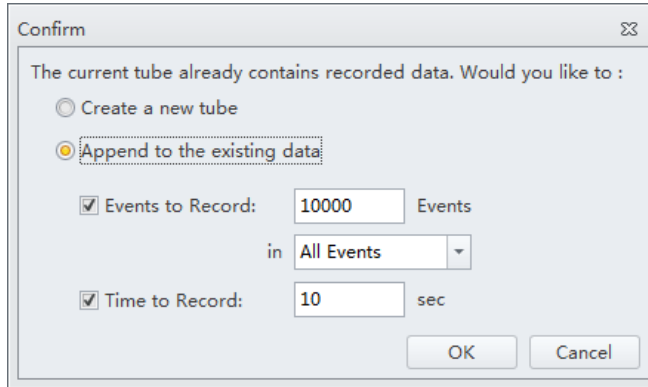 Confirm
The current tube already contains recorded data. Would you like to :
Create a new tube
Append to the existing data
Events to Record: 10000 Events
in All Events
Time to Record: 10 sec
OK Cancel